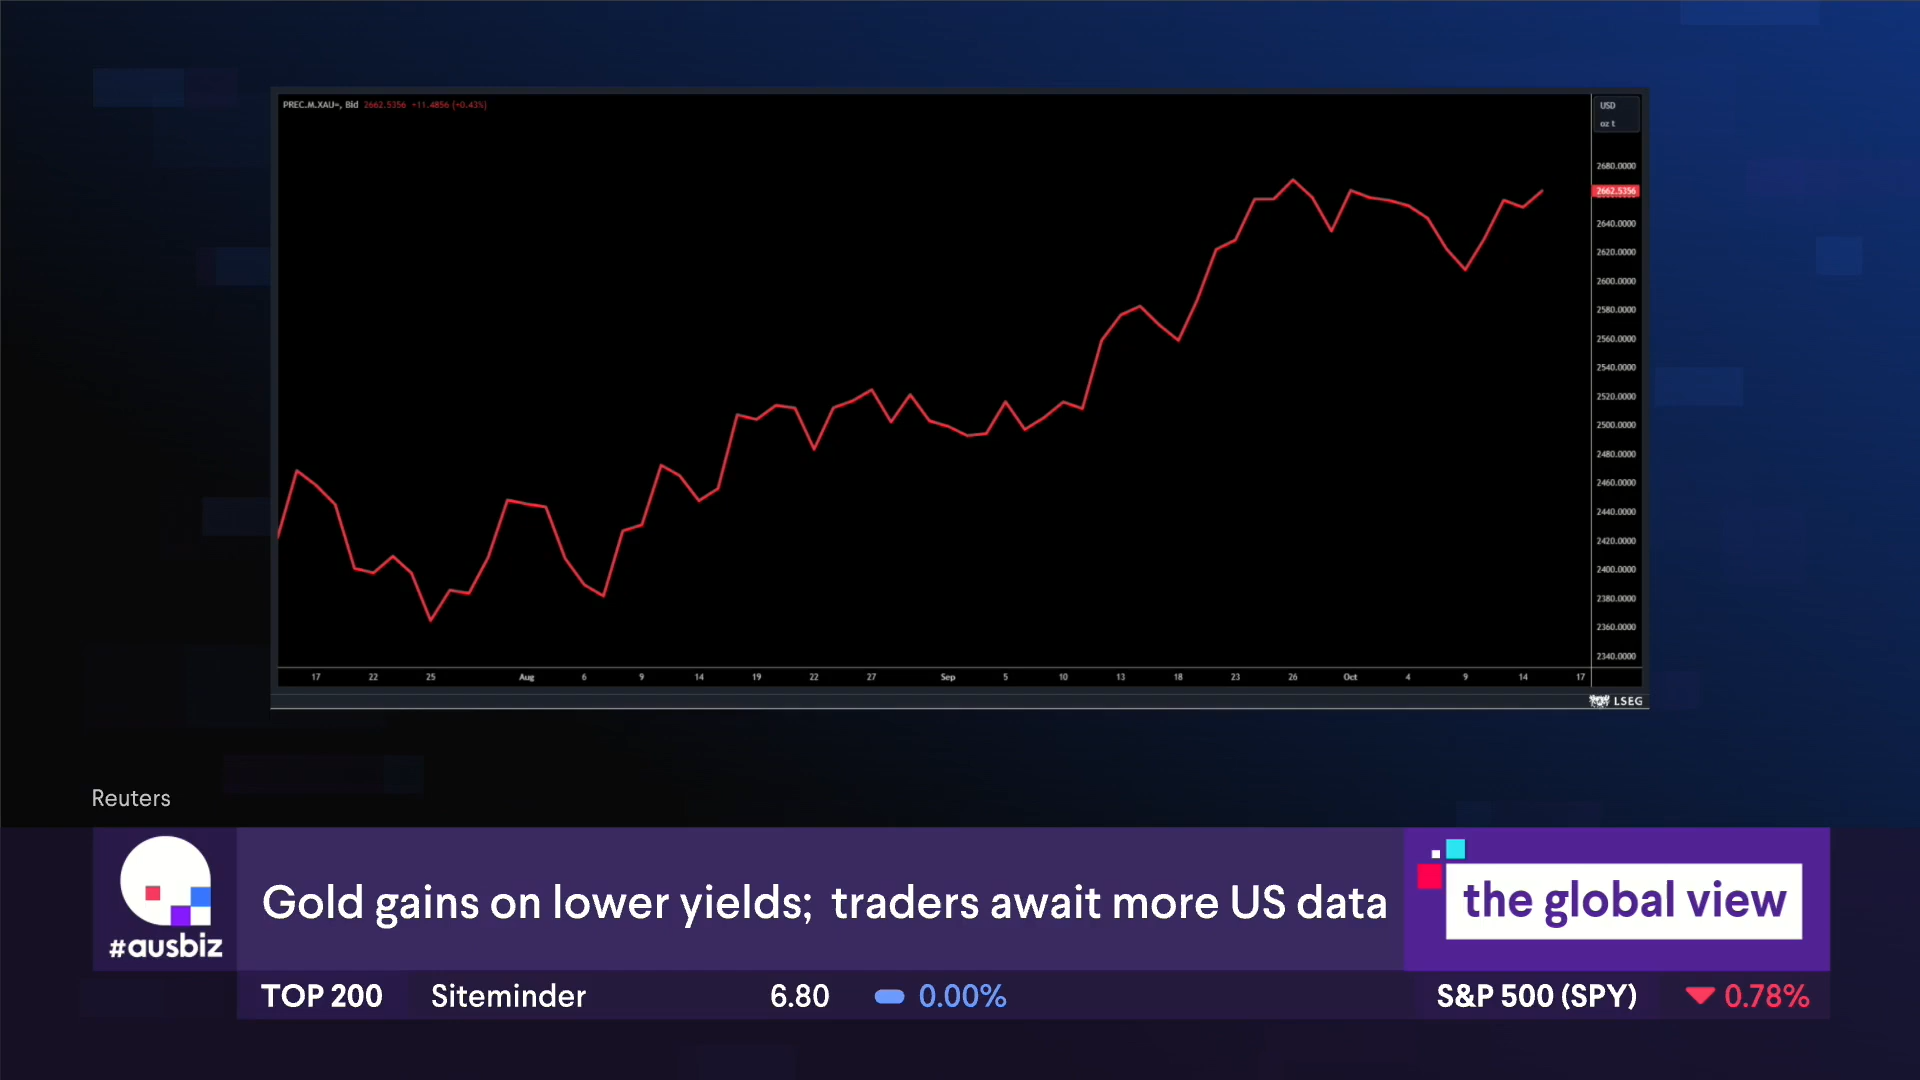 PREC.M.XAU=, Bid 2662.5356 +11.4856 (+0.43%)
USD
oz t
2680.0000
2662.5356
2640.0000
2620.0000
2600.0000
2580.0000
2560.0000
2540.0000
2520.0000
2500.0000
2480.0000
2460.0000
2440.0000
2420.0000
2400.0000
2380.0000
2360.0000
2340.0000
17 22 25 Aug 6 9 14 19 22 27 Sep 5 10 13 18 23 26 Oct 4 9 14 17
LSEG
Reuters
#ausbiz
Gold gains on lower yields; traders await more US data
the global view
TOP 200 Siteminder 6.80 0.00% S&P 500 (SPY) 0.78%